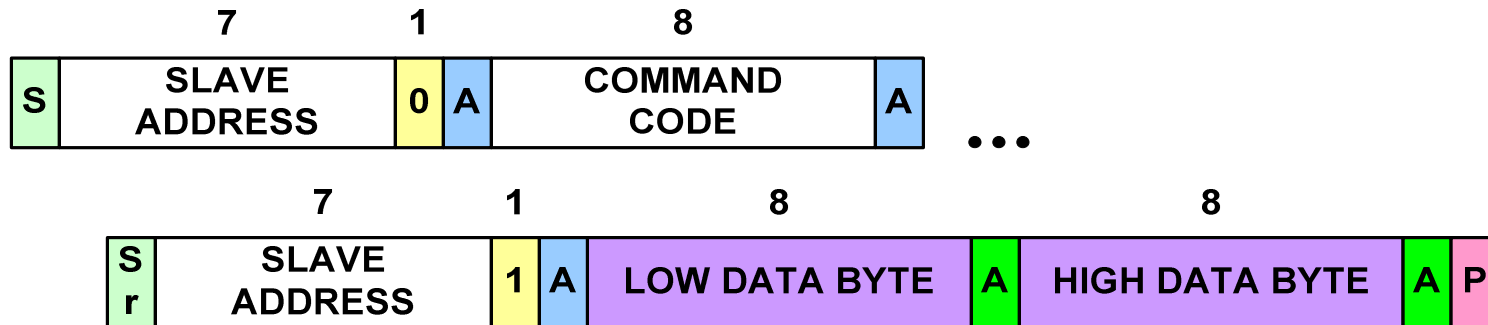 7 1 8
S SLAVE ADDRESS 0 A COMMAND CODE A ...
7 1 8 8
Sr SLAVE ADDRESS 1 A LOW DATA BYTE A HIGH DATA BYTE A P